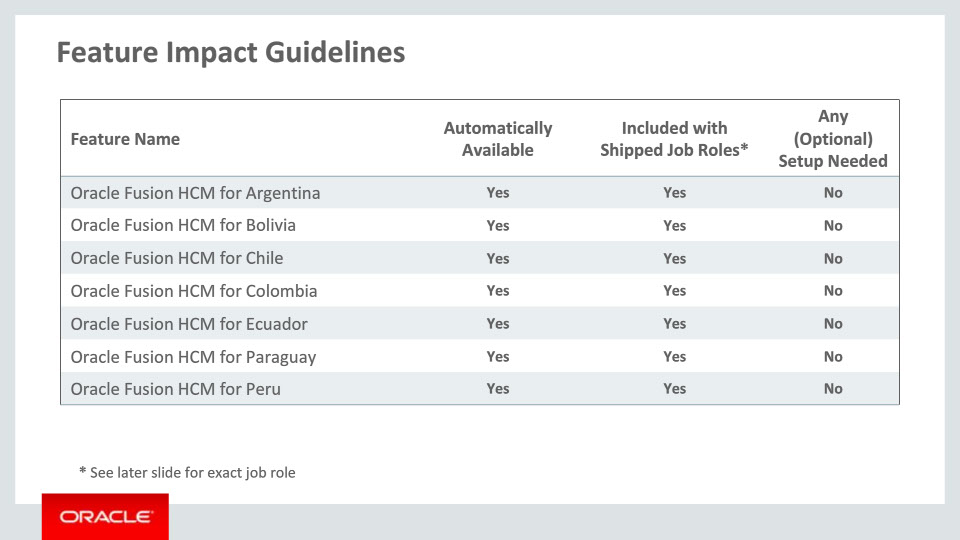 Feature Impact Guidelines
Feature Name
Automatically
Available
Included with
Shipped Job Roles*
Any
(Optional)
Setup Needed
Oracle Fusion HCM for Argentina Yes Yes No
Oracle Fusion HCM for Bolivia Yes Yes No
Oracle Fusion HCM for Chile Yes Yes No
Oracle Fusion HCM for Colombia Yes Yes No
Oracle Fusion HCM for Ecuador Yes Yes No
Oracle Fusion HCM for Paraguay Yes Yes No
Oracle Fusion HCM for Peru Yes Yes No
* See later slide for exact job role
ORACLE